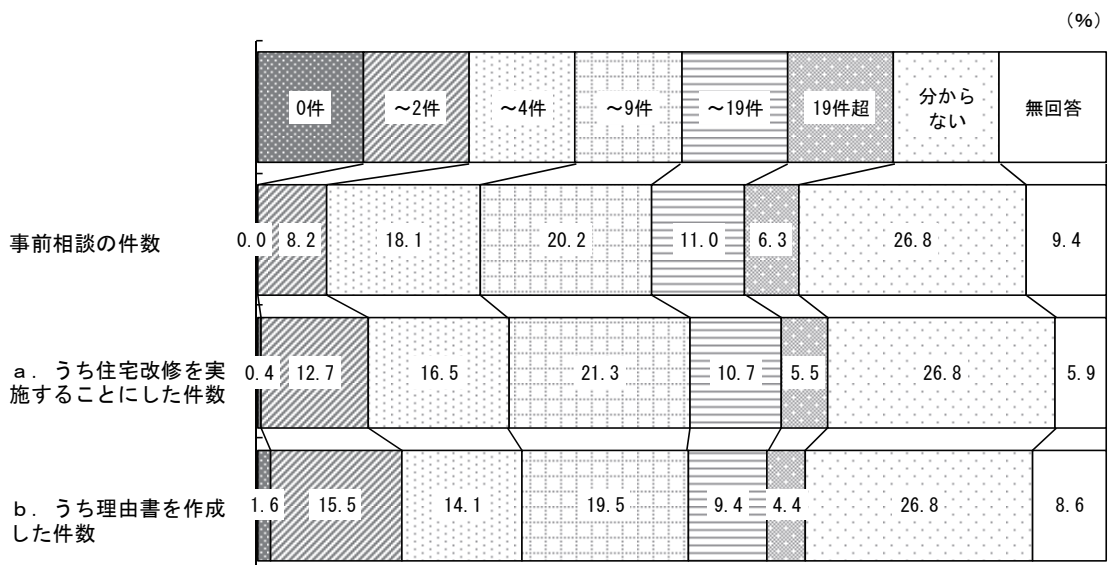 （%）
0件 ～2件 ～4件 ～9件 ～19件 19件超 分から
ない 無回答
事前相談の件数 0.0 8.2 18.1 20.2 11.0 6.3 26.8 9.4
ａ．うち住宅改修を実
施することにした件数 0.4 12.7 16.5 21.3 10.7 5.5 26.8 5.9
ｂ．うち理由書を作成
した件数 1.6 15.5 14.1 19.5 9.4 4.4 26.8 8.6